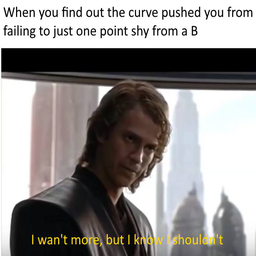 When you find out the curve pushed you from
failing to just one point shy from a B
I wan't more, but I know I shouldn't